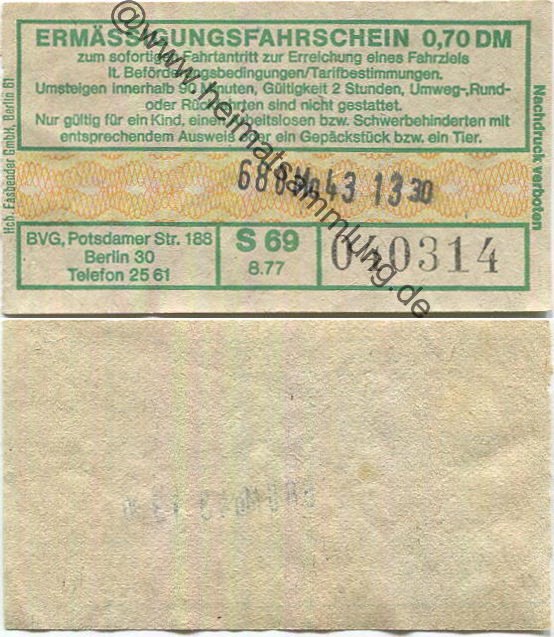 ERMÄSSIGUNGSFAHRSCHEIN 0,70 DM
zum sofortigen Fahrtantritt zur Erreichung eines Fahrziels
lt. Beförderungsbedingungen/Tarifbestimmungen.
Umsteigen innerhalb 90 Minuten, Gültigkeit 2 Stunden, Umweg-,Rund-
oder Rückfahrten sind nicht gestattet.
Nur gültig für ein Kind, einen Arbeitslosen bzw. Schwerbehinderten mit
entsprechendem Ausweis oder ein Gepäckstück bzw. ein Tier.
Hch. Fasbender GmbH, Berlin 61
Nachdruck verboten
688 Mo 43 13 30
BVG, Potsdamer Str. 188
Berlin 30
Telefon 25 61
S 69
8.77
040314
@www.heimatsammlung.de